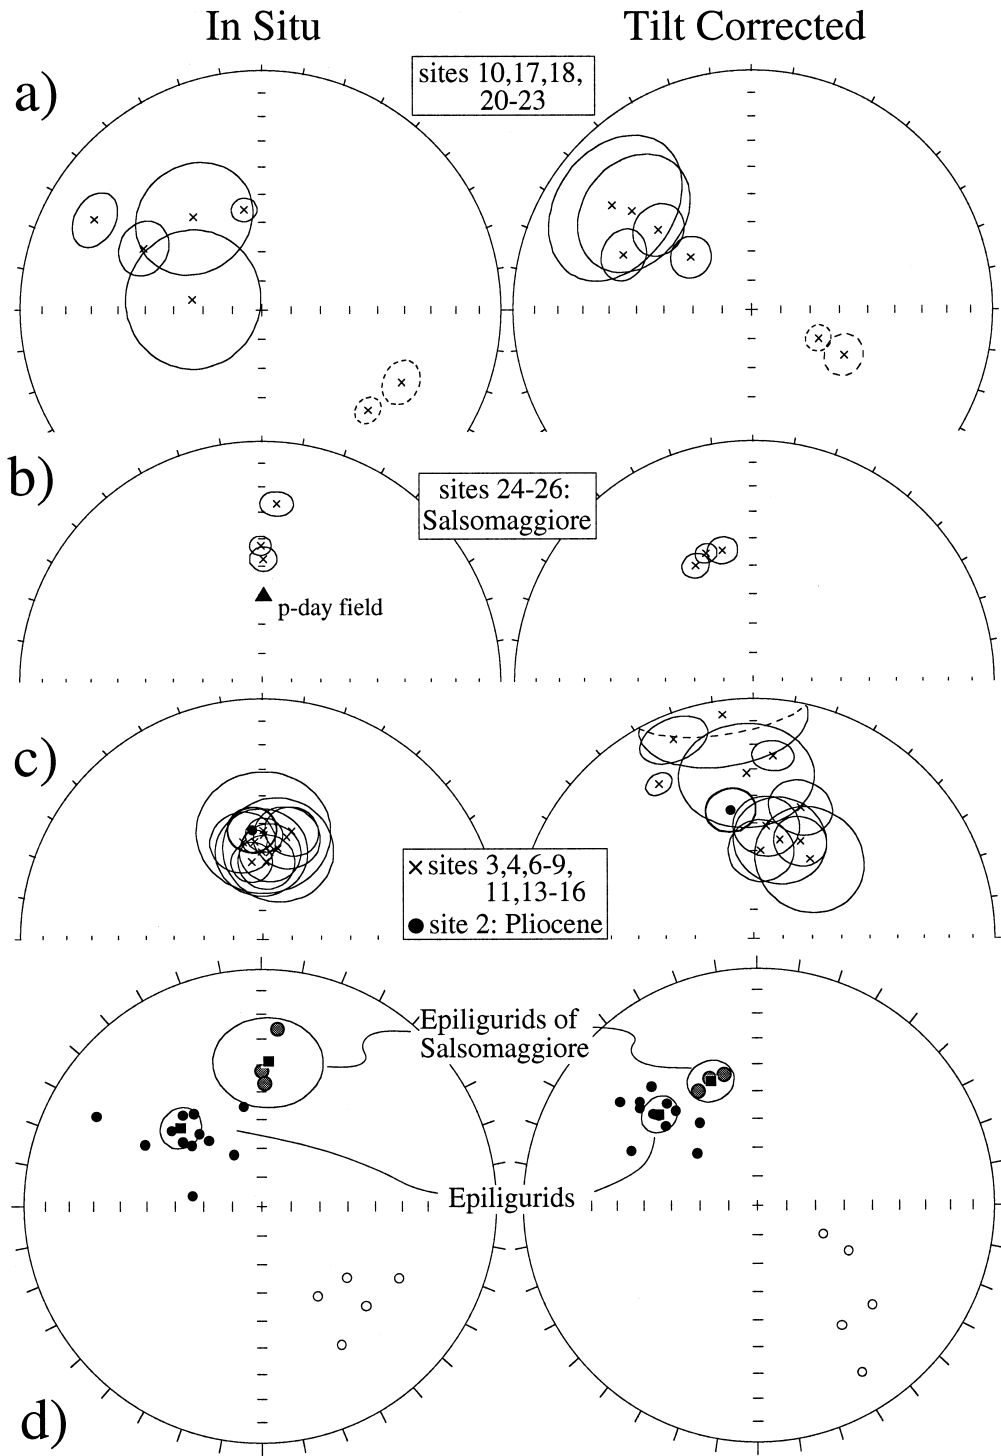 In Situ
Tilt Corrected
a)
sites 10,17,18,
20-23
b)
sites 24-26:
Salsomaggiore
p-day field
c)
× sites 3,4,6-9,
11,13-16
● site 2: Pliocene
Epiligurids of
Salsomaggiore
Epiligurids
d)